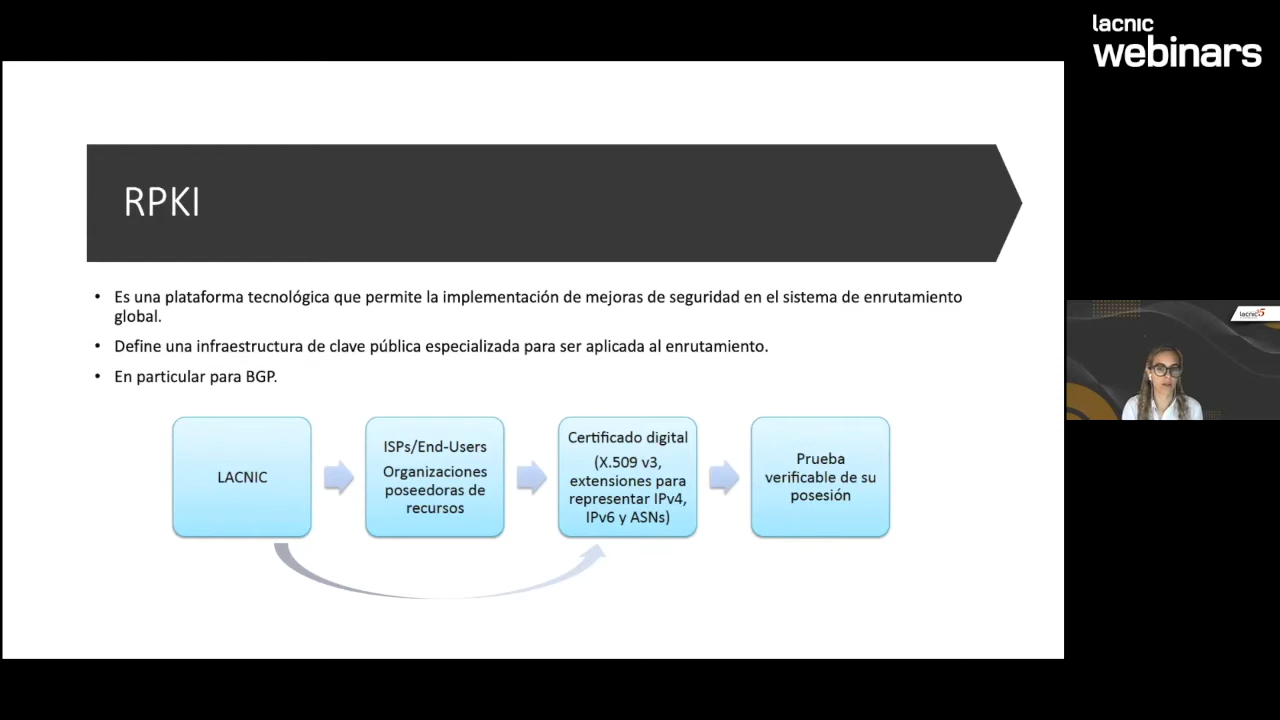 lacnic
webinars
RPKI
• Es una plataforma tecnológica que permite la implementación de mejoras de seguridad en el sistema de enrutamiento
global.
• Define una infraestructura de clave pública especializada para ser aplicada al enrutamiento.
• En particular para BGP.
LACNIC
ISPs/End-Users
Organizaciones
poseedoras de
recursos
Certificado digital
(X.509 v3,
extensiones para
representar IPv4,
IPv6 y ASNs)
Prueba
verificable de su
posesión
lacnic